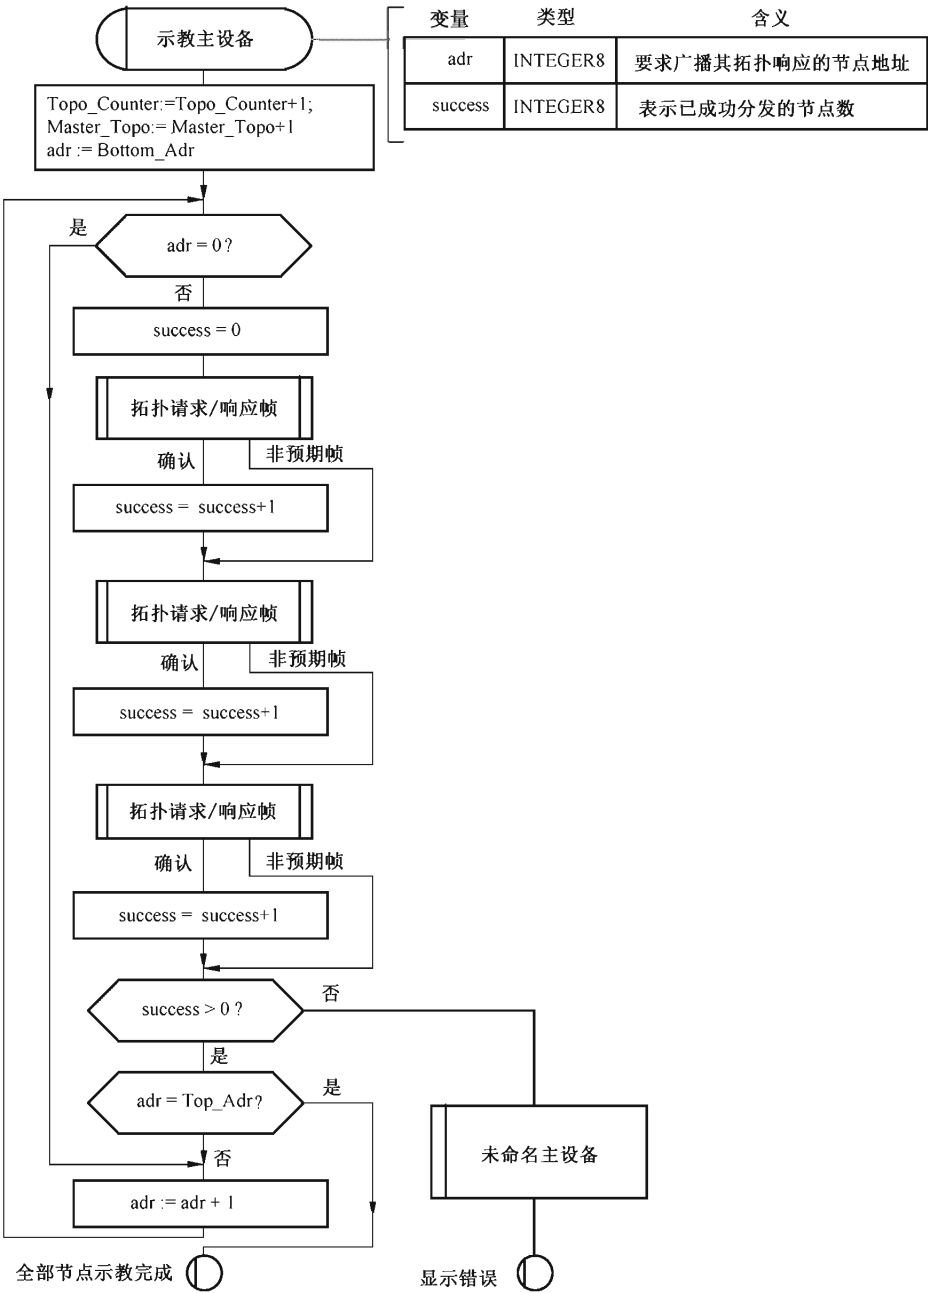 示教主设备
变量 类型 含义
adr INTEGER8 要求广播其拓扑响应的节点地址
success INTEGER8 表示已成功分发的节点数
Topo_Counter:=Topo_Counter+1;
Master_Topo:= Master_Topo+1
adr := Bottom_Adr
是
adr = 0?
否
success = 0
拓扑请求/响应帧
确认 非预期帧
success = success+1
拓扑请求/响应帧
确认 非预期帧
success = success+1
拓扑请求/响应帧
确认 非预期帧
success = success+1
success > 0? 否
是
adr = Top_Adr? 是
否
未命名主设备
adr := adr + 1
全部节点示教完成
显示错误